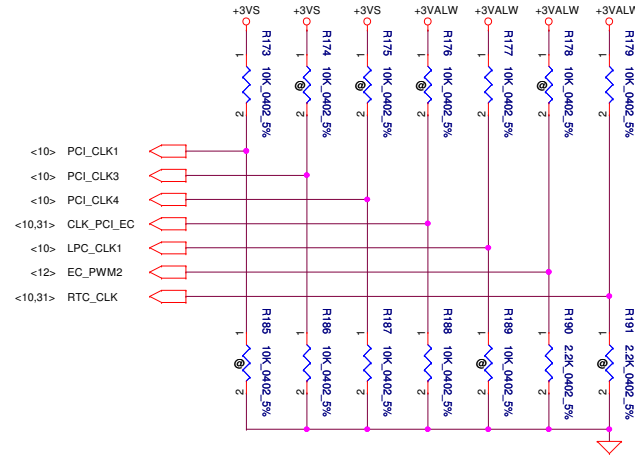 +3VS +3VS +3VS +3VALW +3VALW +3VALW +3VALW
R173 R174 R175 R176 R177 R178 R179
1 1 1 1 1 1 1
10K_0402_5% 10K_0402_5% 10K_0402_5% 10K_0402_5% 10K_0402_5% 10K_0402_5% 10K_0402_5%
@ @ @ @
2 2 2 2 2 2 2
<10> PCI_CLK1
<10> PCI_CLK3
<10> PCI_CLK4
<10,31> CLK_PCI_EC
<10> LPC_CLK1
<12> EC_PWM2
<10,31> RTC_CLK
R185 R186 R187 R188 R189 R190 R191
1 1 1 1 1 1 1
10K_0402_5% 10K_0402_5% 10K_0402_5% 10K_0402_5% 10K_0402_5% 2.2K_0402_5% 2.2K_0402_5%
@ @ @
2 2 2 2 2 2 2